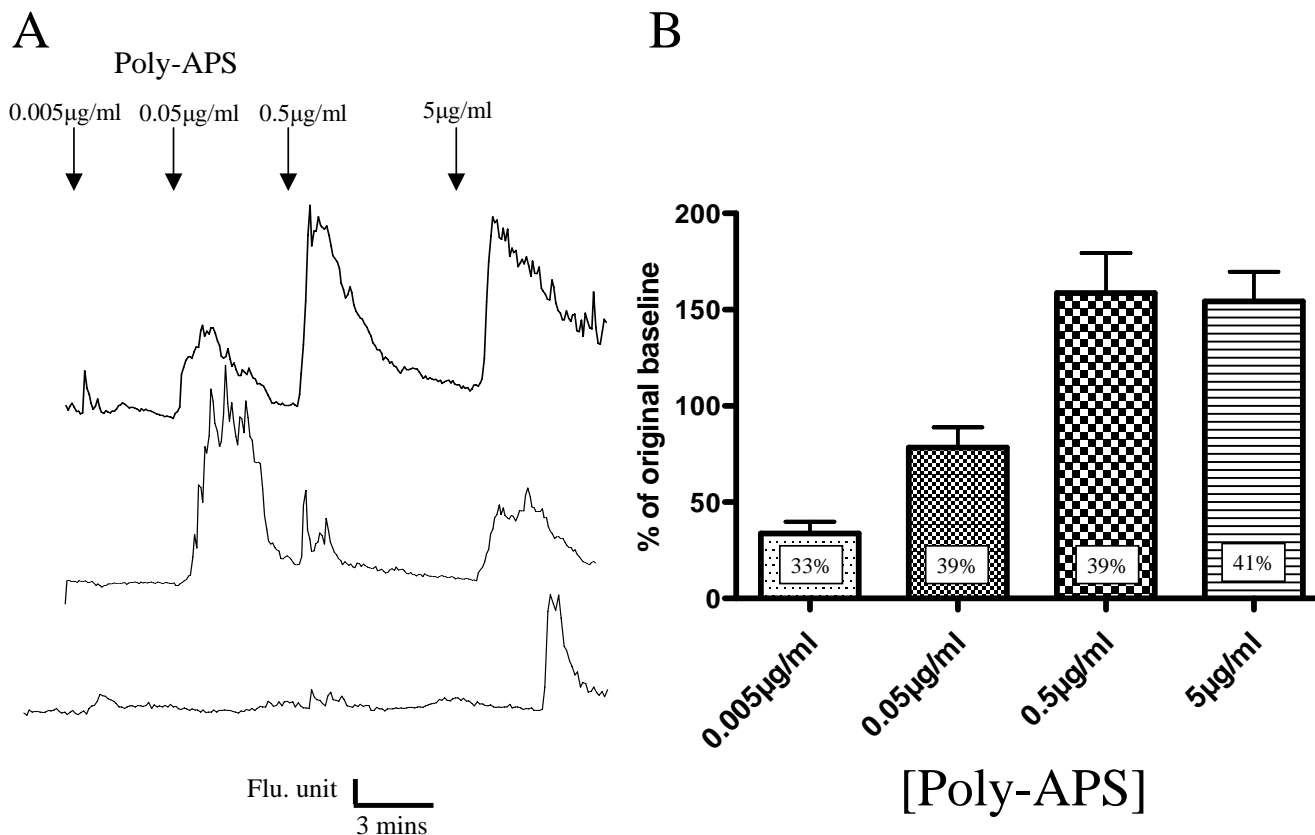 A
Poly-APS
0.005µg/ml 0.05µg/ml 0.5µg/ml 5µg/ml
Flu. unit
3 mins
B
% of original baseline
200
150
100
50
0
33% 39% 39% 41%
0.005µg/ml 0.05µg/ml 0.5µg/ml 5µg/ml
[Poly-APS]